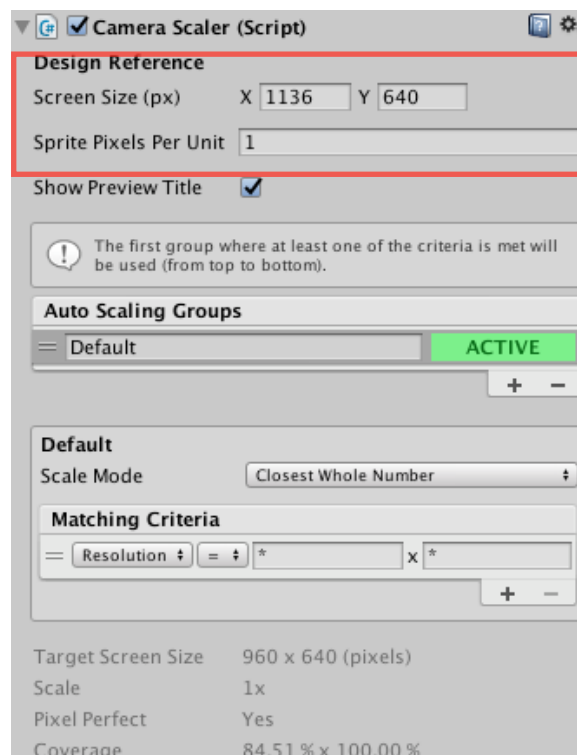 Camera Scaler (Script)
Design Reference
Screen Size (px) X 1136 Y 640
Sprite Pixels Per Unit 1
Show Preview Title
The first group where at least one of the criteria is met will
be used (from top to bottom).
Auto Scaling Groups
Default ACTIVE
+ −
Default
Scale Mode Closest Whole Number
Matching Criteria
Resolution = * x *
+ −
Target Screen Size 960 x 640 (pixels)
Scale 1x
Pixel Perfect Yes
Coverage 84.51 % x 100.00 %